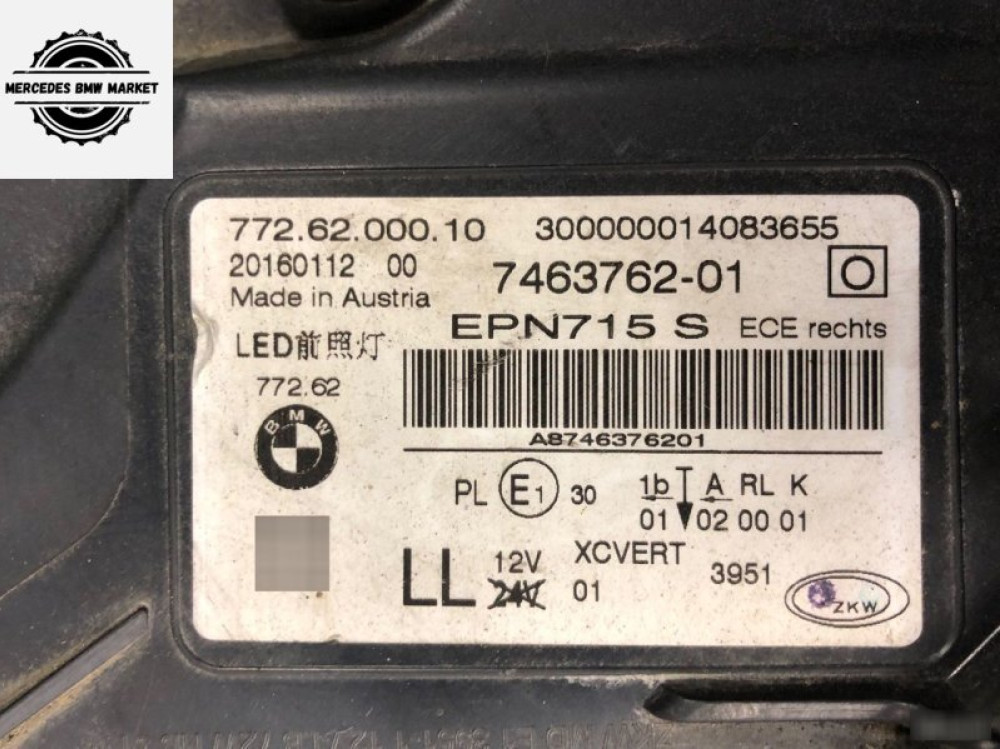 MERCEDES BMW MARKET
772.62.000.10 300000014083655
20160112 00 7463762-01
Made in Austria
EPN715 S ECE rechts
LED前照灯
772.62
BMW
A8746376201
PL E1 30 1b A RL K
01 02 00 01
LL 12V XCVERT 3951
24V 01
ZKW